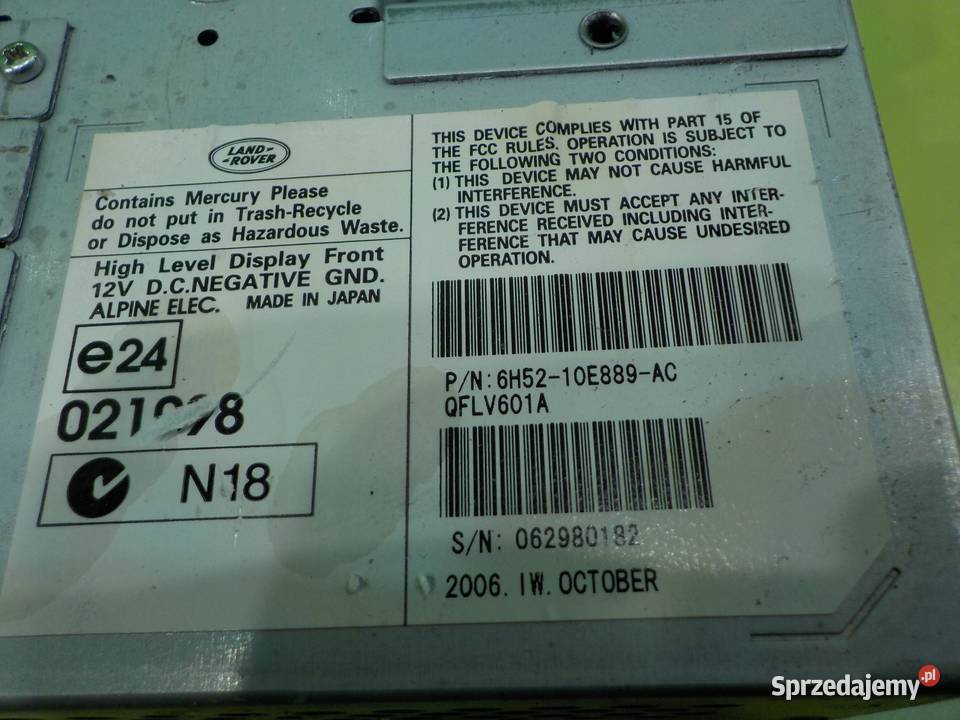 LAND-
-ROVER
Contains Mercury Please
do not put in Trash-Recycle
or Dispose as Hazardous Waste.
High Level Display Front
12V D.C.NEGATIVE GND.
ALPINE ELEC. MADE IN JAPAN
e24
N18
THIS DEVICE COMPLIES WITH PART 15 OF
THE FCC RULES. OPERATION IS SUBJECT TO
THE FOLLOWING TWO CONDITIONS:
(1) THIS DEVICE MAY NOT CAUSE HARMFUL
INTERFERENCE.
(2) THIS DEVICE MUST ACCEPT ANY INTER-
FERENCE RECEIVED INCLUDING INTER-
FERENCE THAT MAY CAUSE UNDESIRED
OPERATION.
P/N:6H52-10E889-AC
QFLV601A
S/N: 062980182
2006. IW. OCTOBER
Sprzedajemy.pl